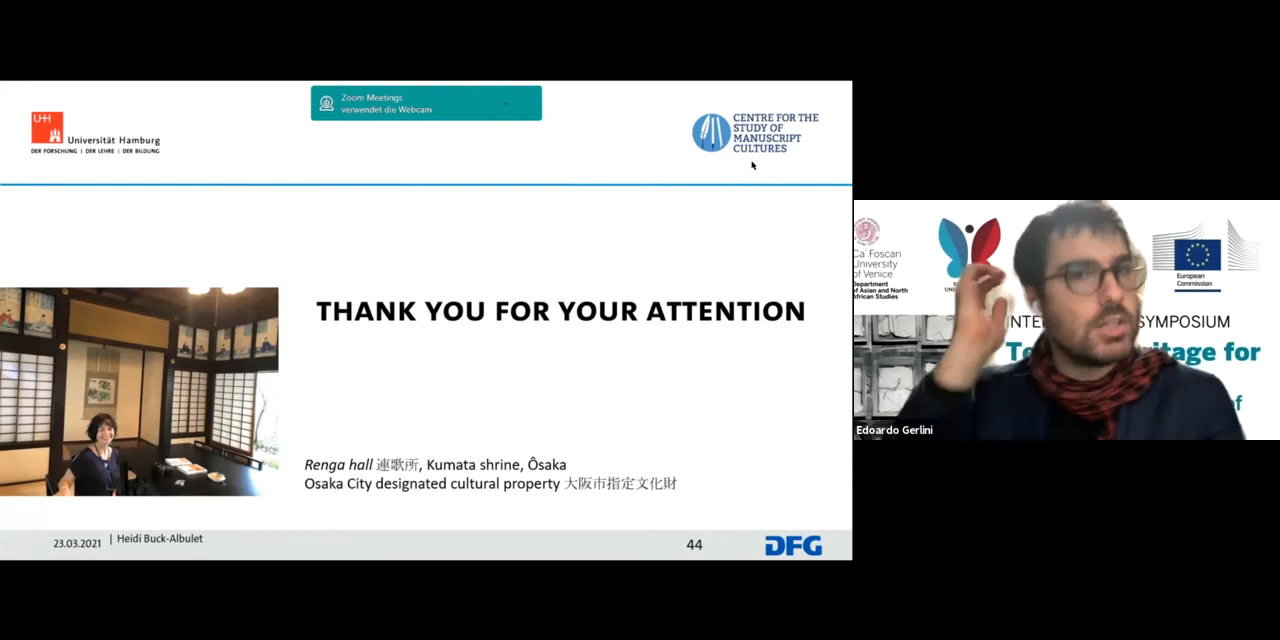 Zoom Meetings
verwendet die Webcam
UHH
Universität Hamburg
DER FORSCHUNG | DER LEHRE | DER BILDUNG
CENTRE FOR THE
STUDY OF
MANUSCRIPT
CULTURES
THANK YOU FOR YOUR ATTENTION
Renga hall 連歌所, Kumata shrine, Ôsaka
Osaka City designated cultural property 大阪市指定文化財
23.03.2021 | Heidi Buck-Albulet
44
DFG
Ca' Foscari
University
of Venice
Department
of Asian and North
African Studies
European
Commission
SYMPOSIUM
for
of
Edoardo Gerlini